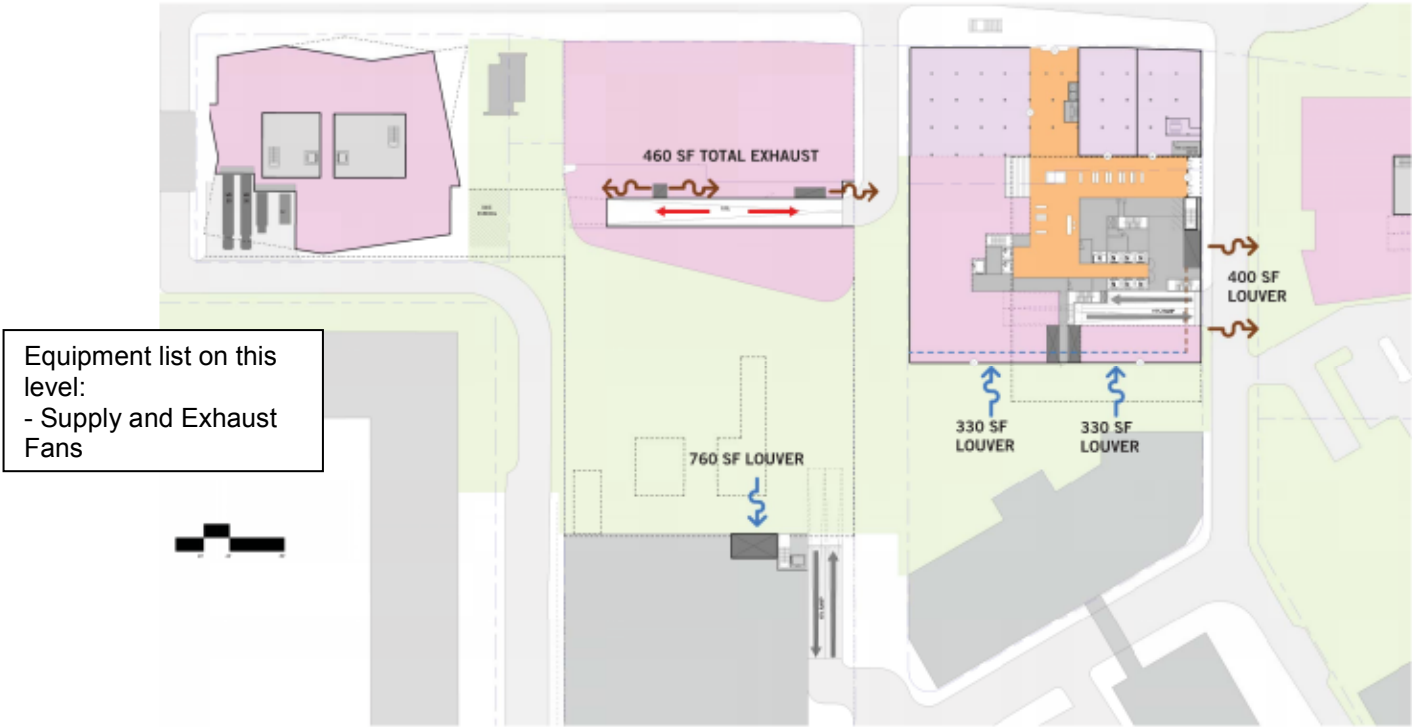 460 SF TOTAL EXHAUST
400 SF
LOUVER
Equipment list on this
level:
- Supply and Exhaust
Fans
330 SF
LOUVER
330 SF
LOUVER
760 SF LOUVER